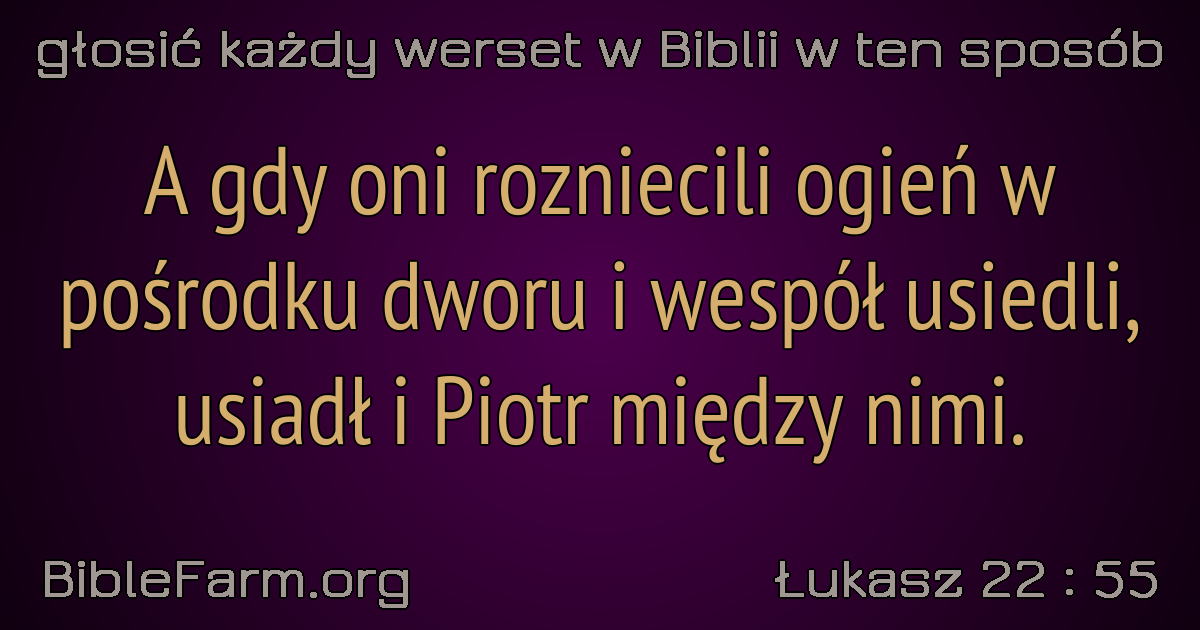 głosić każdy werset w Biblii w ten sposób
A gdy oni rozniecili ogień w
pośrodku dworu i wespół usiedli,
usiadł i Piotr między nimi.
BibleFarm.org
Łukasz 22 : 55